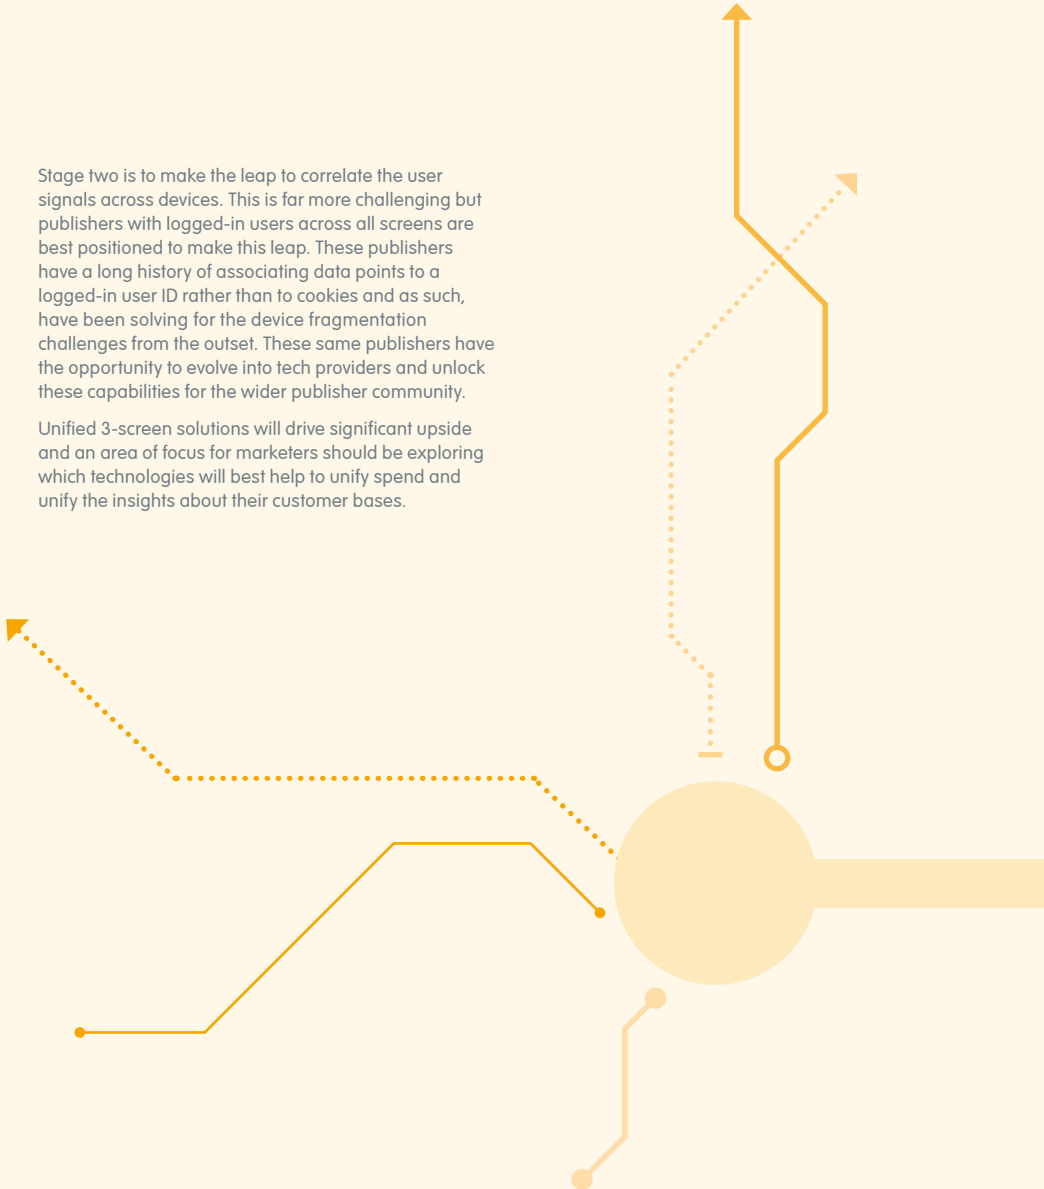 Stage two is to make the leap to correlate the user
signals across devices. This is far more challenging but
publishers with logged-in users across all screens are
best positioned to make this leap. These publishers
have a long history of associating data points to a
logged-in user ID rather than to cookies and as such,
have been solving for the device fragmentation
challenges from the outset. These same publishers have
the opportunity to evolve into tech providers and unlock
these capabilities for the wider publisher community.
Unified 3-screen solutions will drive significant upside
and an area of focus for marketers should be exploring
which technologies will best help to unify spend and
unify the insights about their customer bases.